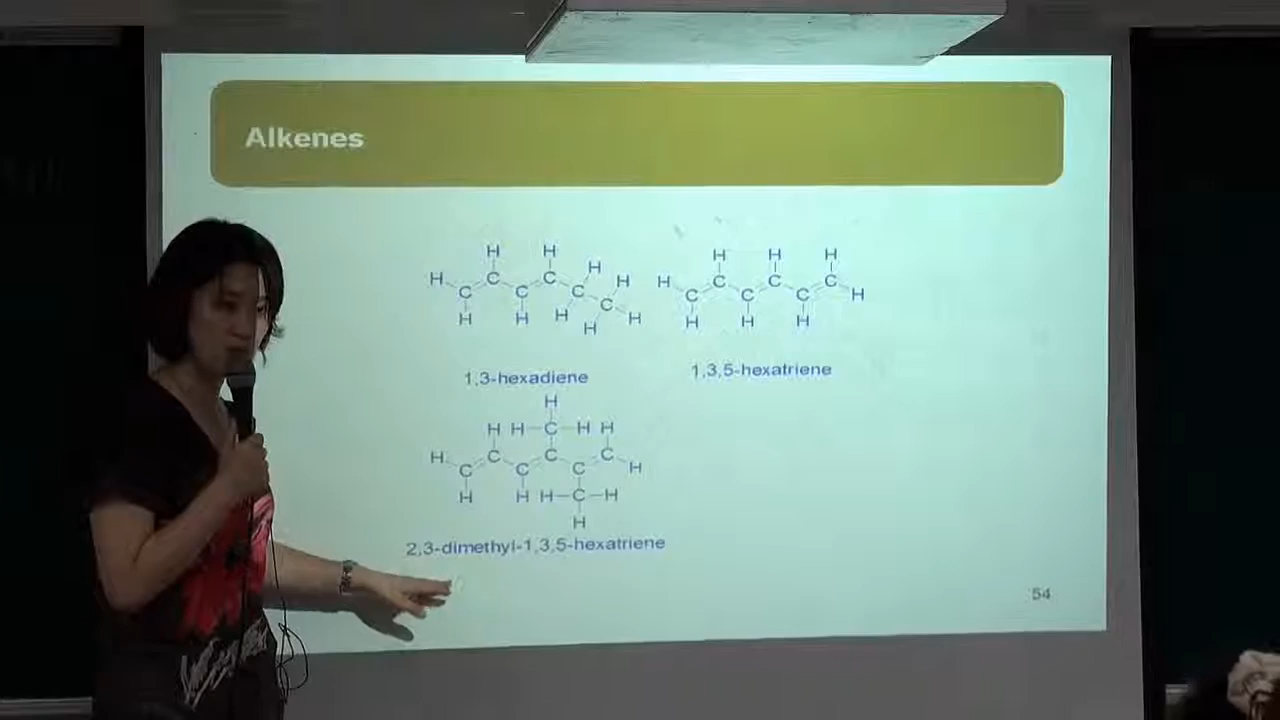 Alkenes
H H H H
H C C C C C C H
H H H H H
1,3-hexadiene
H H H
H C C C C C C H
H H H
1,3,5-hexatriene
H
H H C H H
H C C C C C C H
H H H C H
H
2,3-dimethyl-1,3,5-hexatriene
54